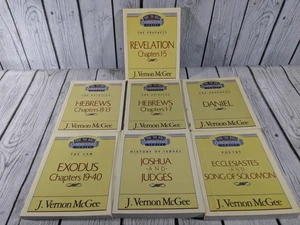 THE PROPHECY
REVELATION
Chapters 1-5
J. Vernon McGee
THE EPISTLES
HEBREWS
Chapters 8-13
J. Vernon McGee
THE EPISTLES
HEBREWS
Chapters 1-7
J. Vernon McGee
THE PROPHETS
DANIEL
J. Vernon McGee
THE LAW
EXODUS
Chapters 19-40
J. Vernon McGee
HISTORY OF ISRAEL
JOSHUA
AND
JUDGES
J. Vernon McGee
POETRY
ECCLESIASTES
AND
SONG OF SOLOMON
J. Vernon McGee